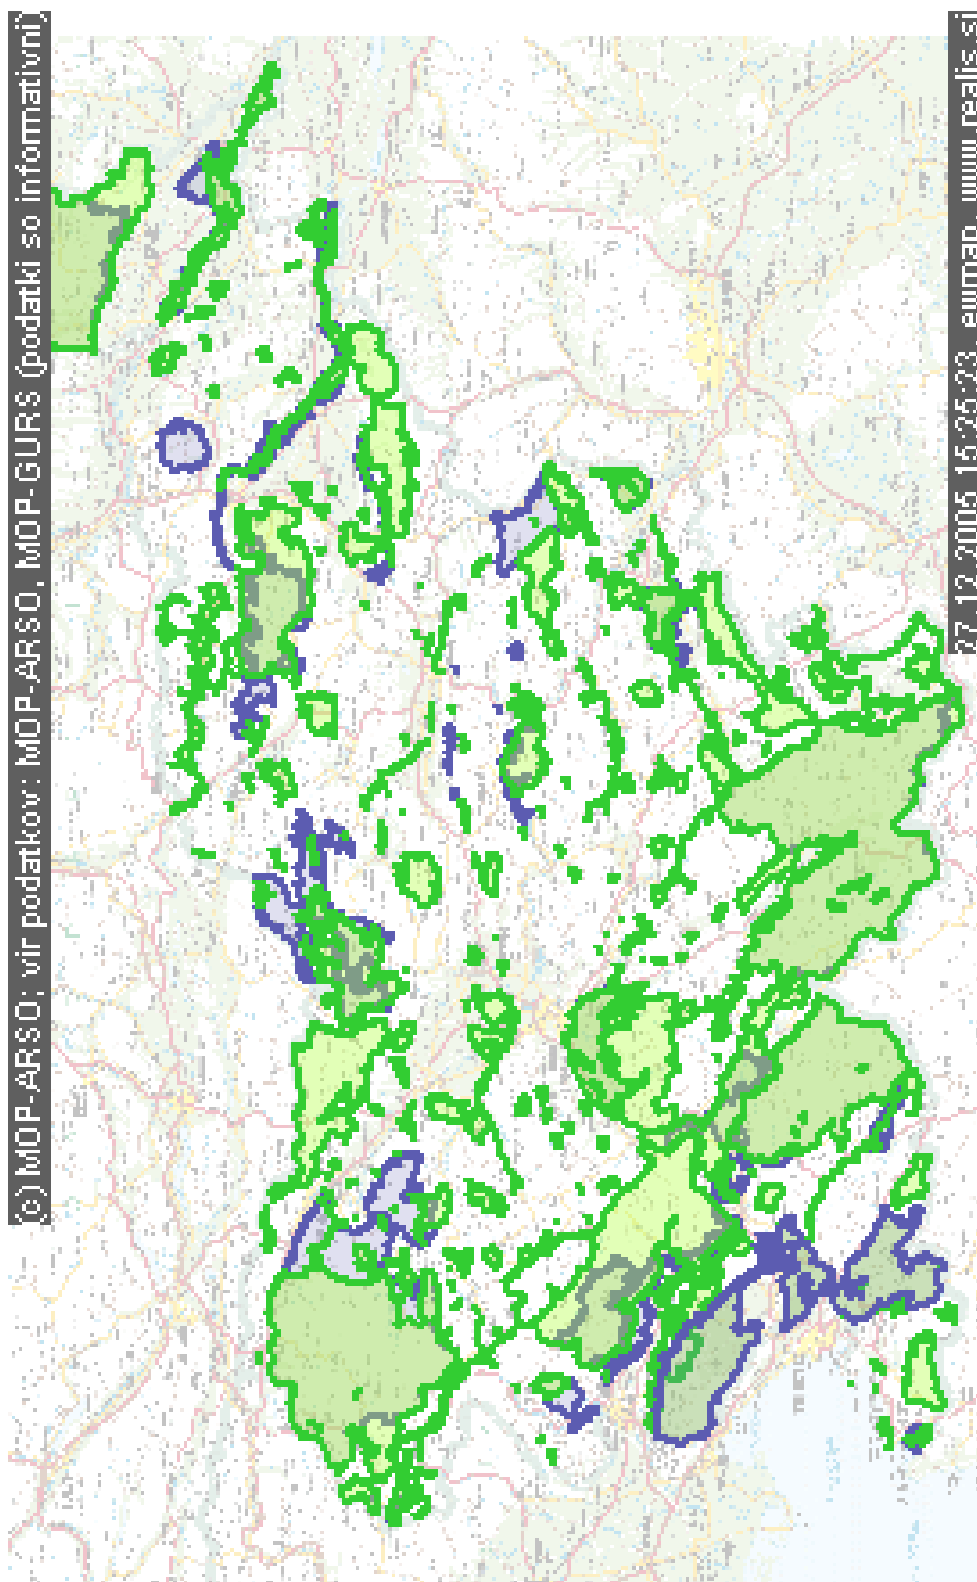 (c) MOP-ARSO; vir podatkov: MOP-ARSO, MOP-GURS (podatki so informativni)
27.12.2005 15:25:23, ewmap, www.realis.si